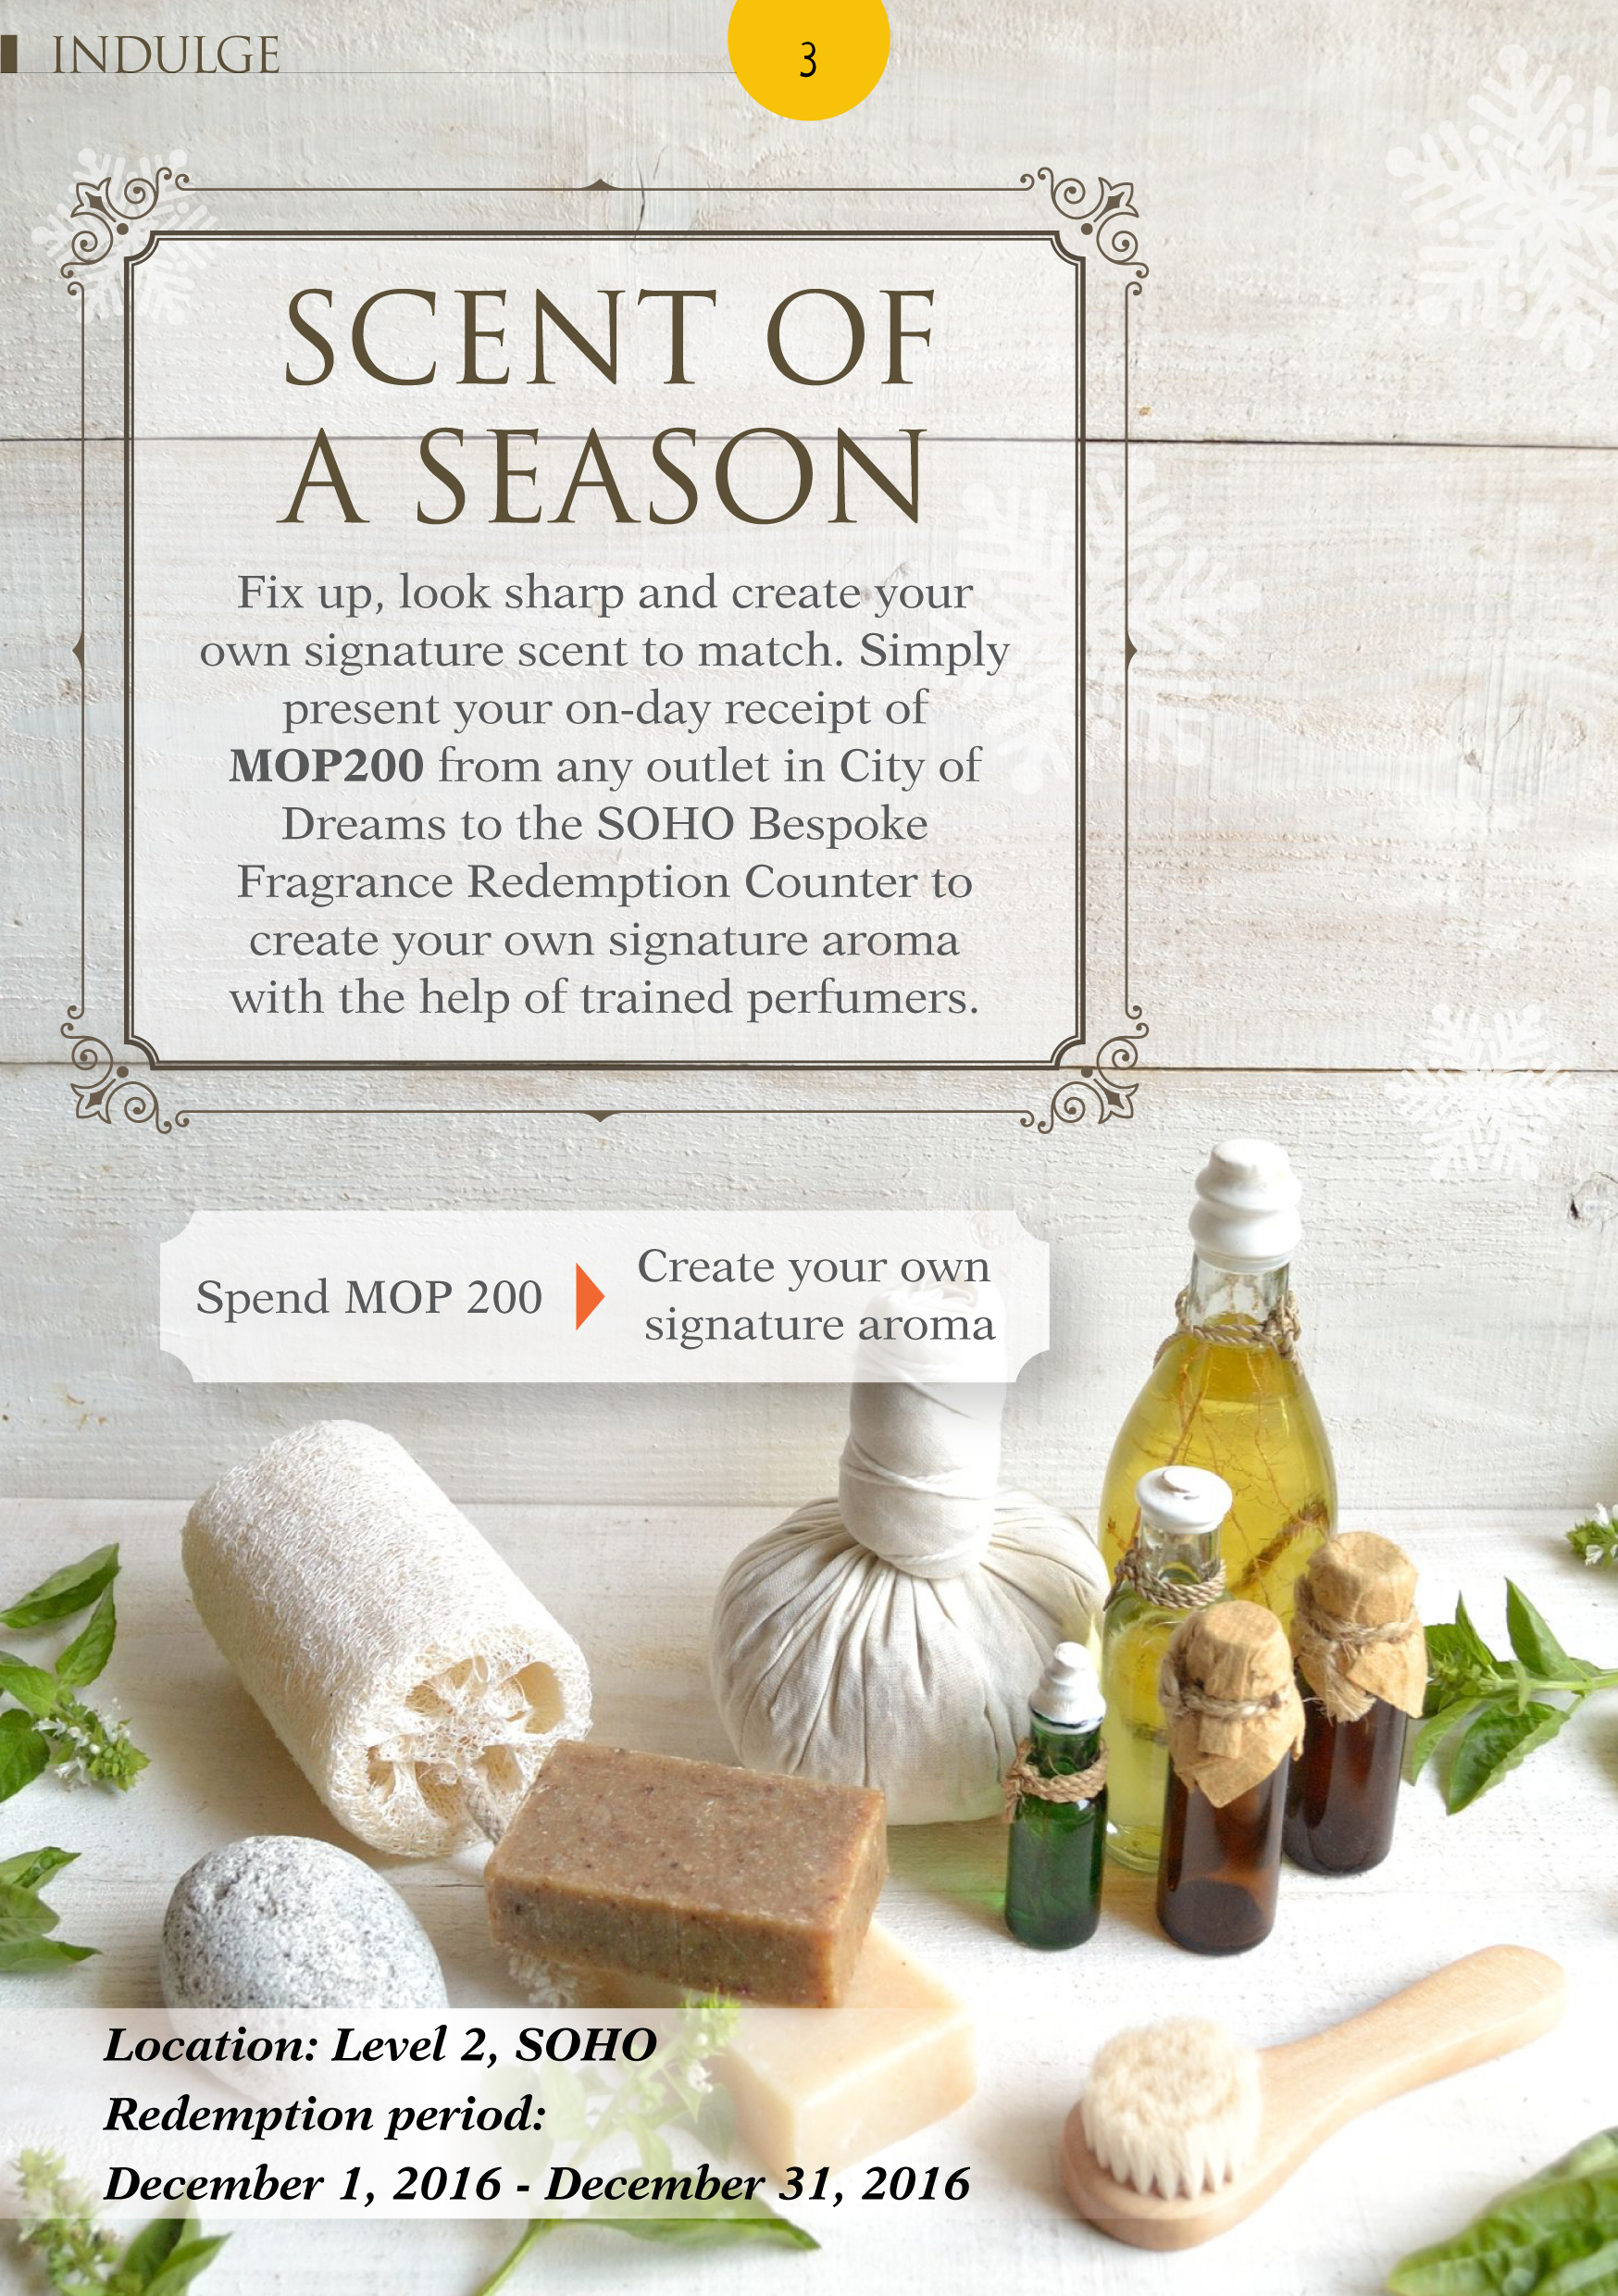 INDULGE
3
SCENT OF
A SEASON
Fix up, look sharp and create your
own signature scent to match. Simply
present your on-day receipt of
MOP200 from any outlet in City of
Dreams to the SOHO Bespoke
Fragrance Redemption Counter to
create your own signature aroma
with the help of trained perfumers.
Spend MOP 200
Create your own
signature aroma
Location: Level 2, SOHO
Redemption period:
December 1, 2016 - December 31, 2016